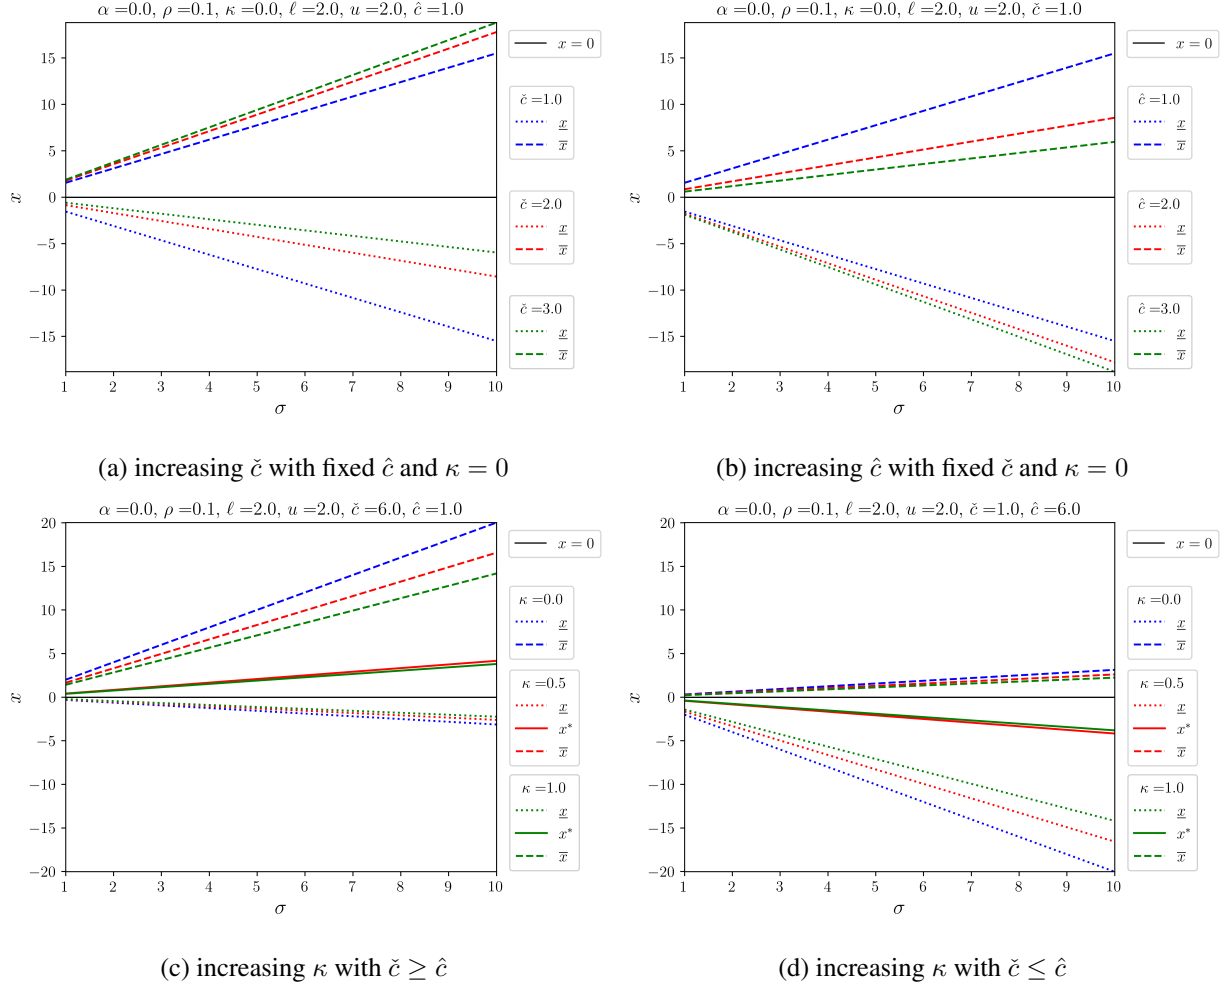 α =0.0, ρ =0.1, κ =0.0, ℓ =2.0, u =2.0, ĉ =1.0
x
15
10
5
0
−5
−10
−15
1 2 3 4 5 6 7 8 9 10
σ
x = 0
č =1.0
x̲
x̅
č =2.0
x̲
x̅
č =3.0
x̲
x̅
(a) increasing č with fixed ĉ and κ = 0
α =0.0, ρ =0.1, κ =0.0, ℓ =2.0, u =2.0, č =1.0
x
15
10
5
0
−5
−10
−15
1 2 3 4 5 6 7 8 9 10
σ
x = 0
ĉ =1.0
x̲
x̅
ĉ =2.0
x̲
x̅
ĉ =3.0
x̲
x̅
(b) increasing ĉ with fixed č and κ = 0
α =0.0, ρ =0.1, ℓ =2.0, u =2.0, č =6.0, ĉ =1.0
x
20
15
10
5
0
−5
−10
−15
−20
1 2 3 4 5 6 7 8 9 10
σ
x = 0
κ =0.0
x̲
x̅
κ =0.5
x̲
x*
x̅
κ =1.0
x̲
x*
x̅
(c) increasing κ with č ≥ ĉ
α =0.0, ρ =0.1, ℓ =2.0, u =2.0, č =1.0, ĉ =6.0
x
20
15
10
5
0
−5
−10
−15
−20
1 2 3 4 5 6 7 8 9 10
σ
x = 0
κ =0.0
x̲
x̅
κ =0.5
x̲
x*
x̅
κ =1.0
x̲
x*
x̅
(d) increasing κ with č ≤ ĉ